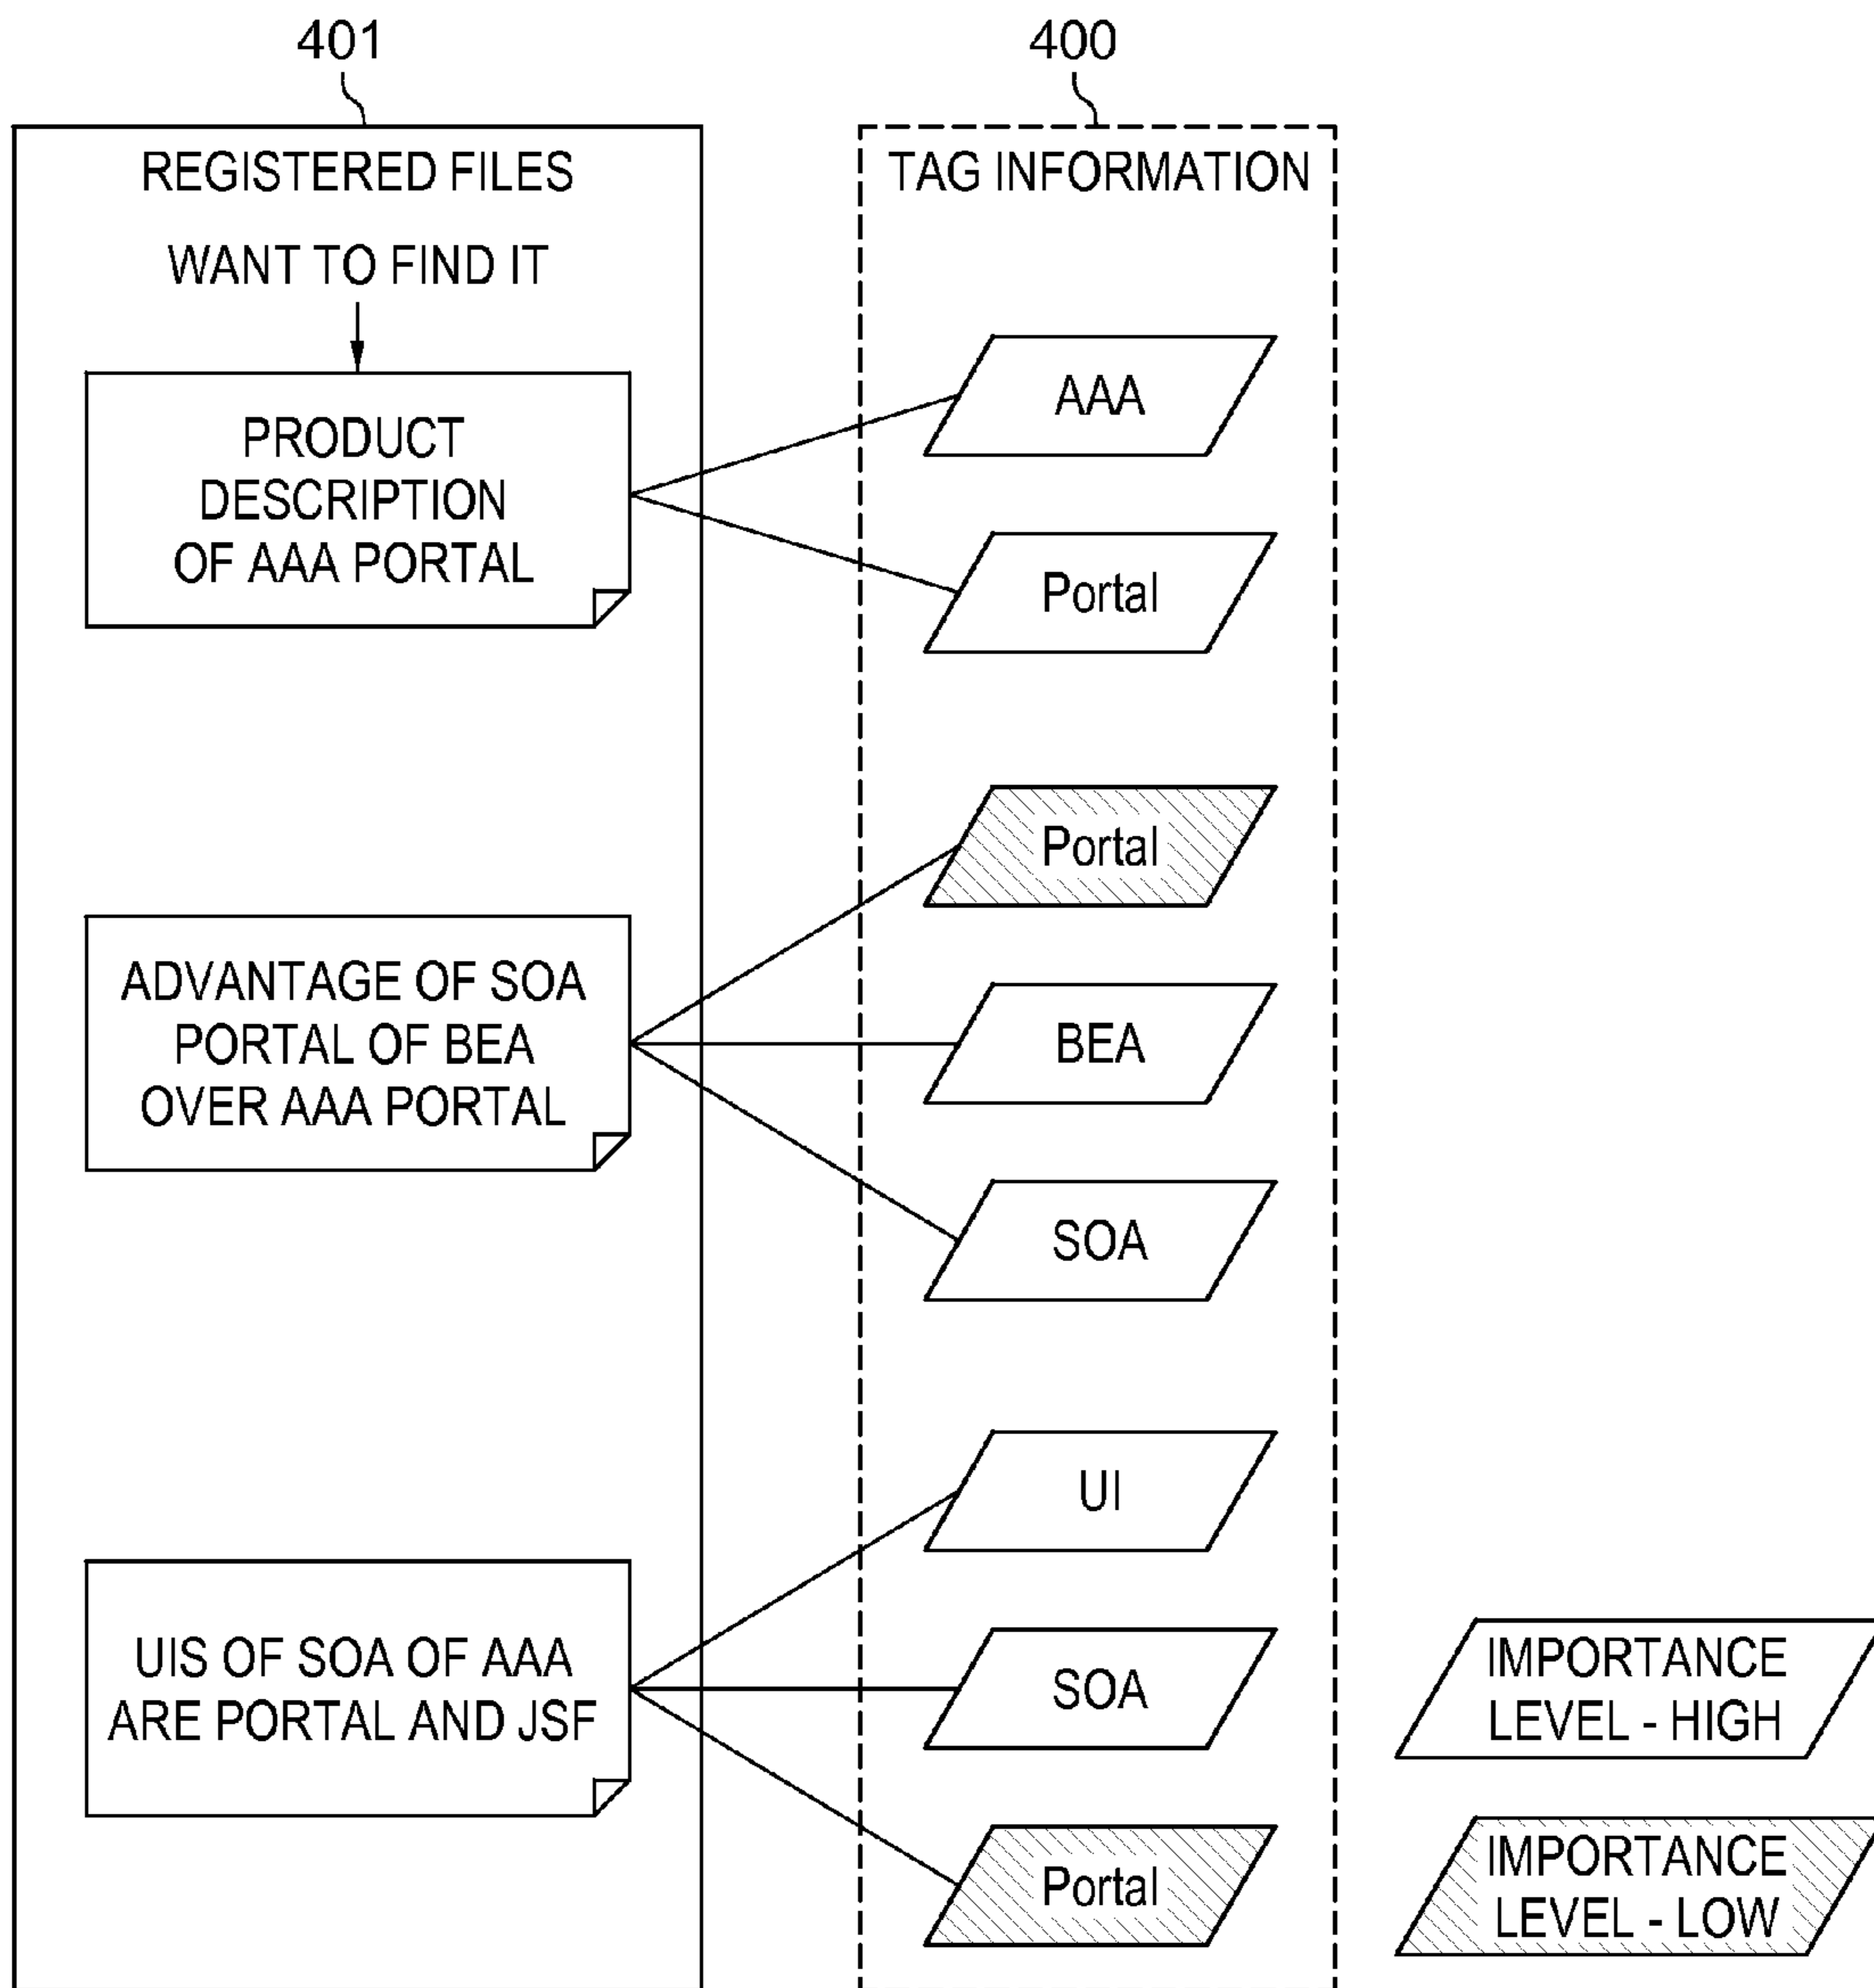 401
400
REGISTERED FILES
TAG INFORMATION
WANT TO FIND IT
PRODUCT
DESCRIPTION
OF AAA PORTAL
AAA
Portal
ADVANTAGE OF SOA
PORTAL OF BEA
OVER AAA PORTAL
Portal
BEA
SOA
UIS OF SOA OF AAA
ARE PORTAL AND JSF
UI
SOA
Portal
IMPORTANCE
LEVEL - HIGH
IMPORTANCE
LEVEL - LOW